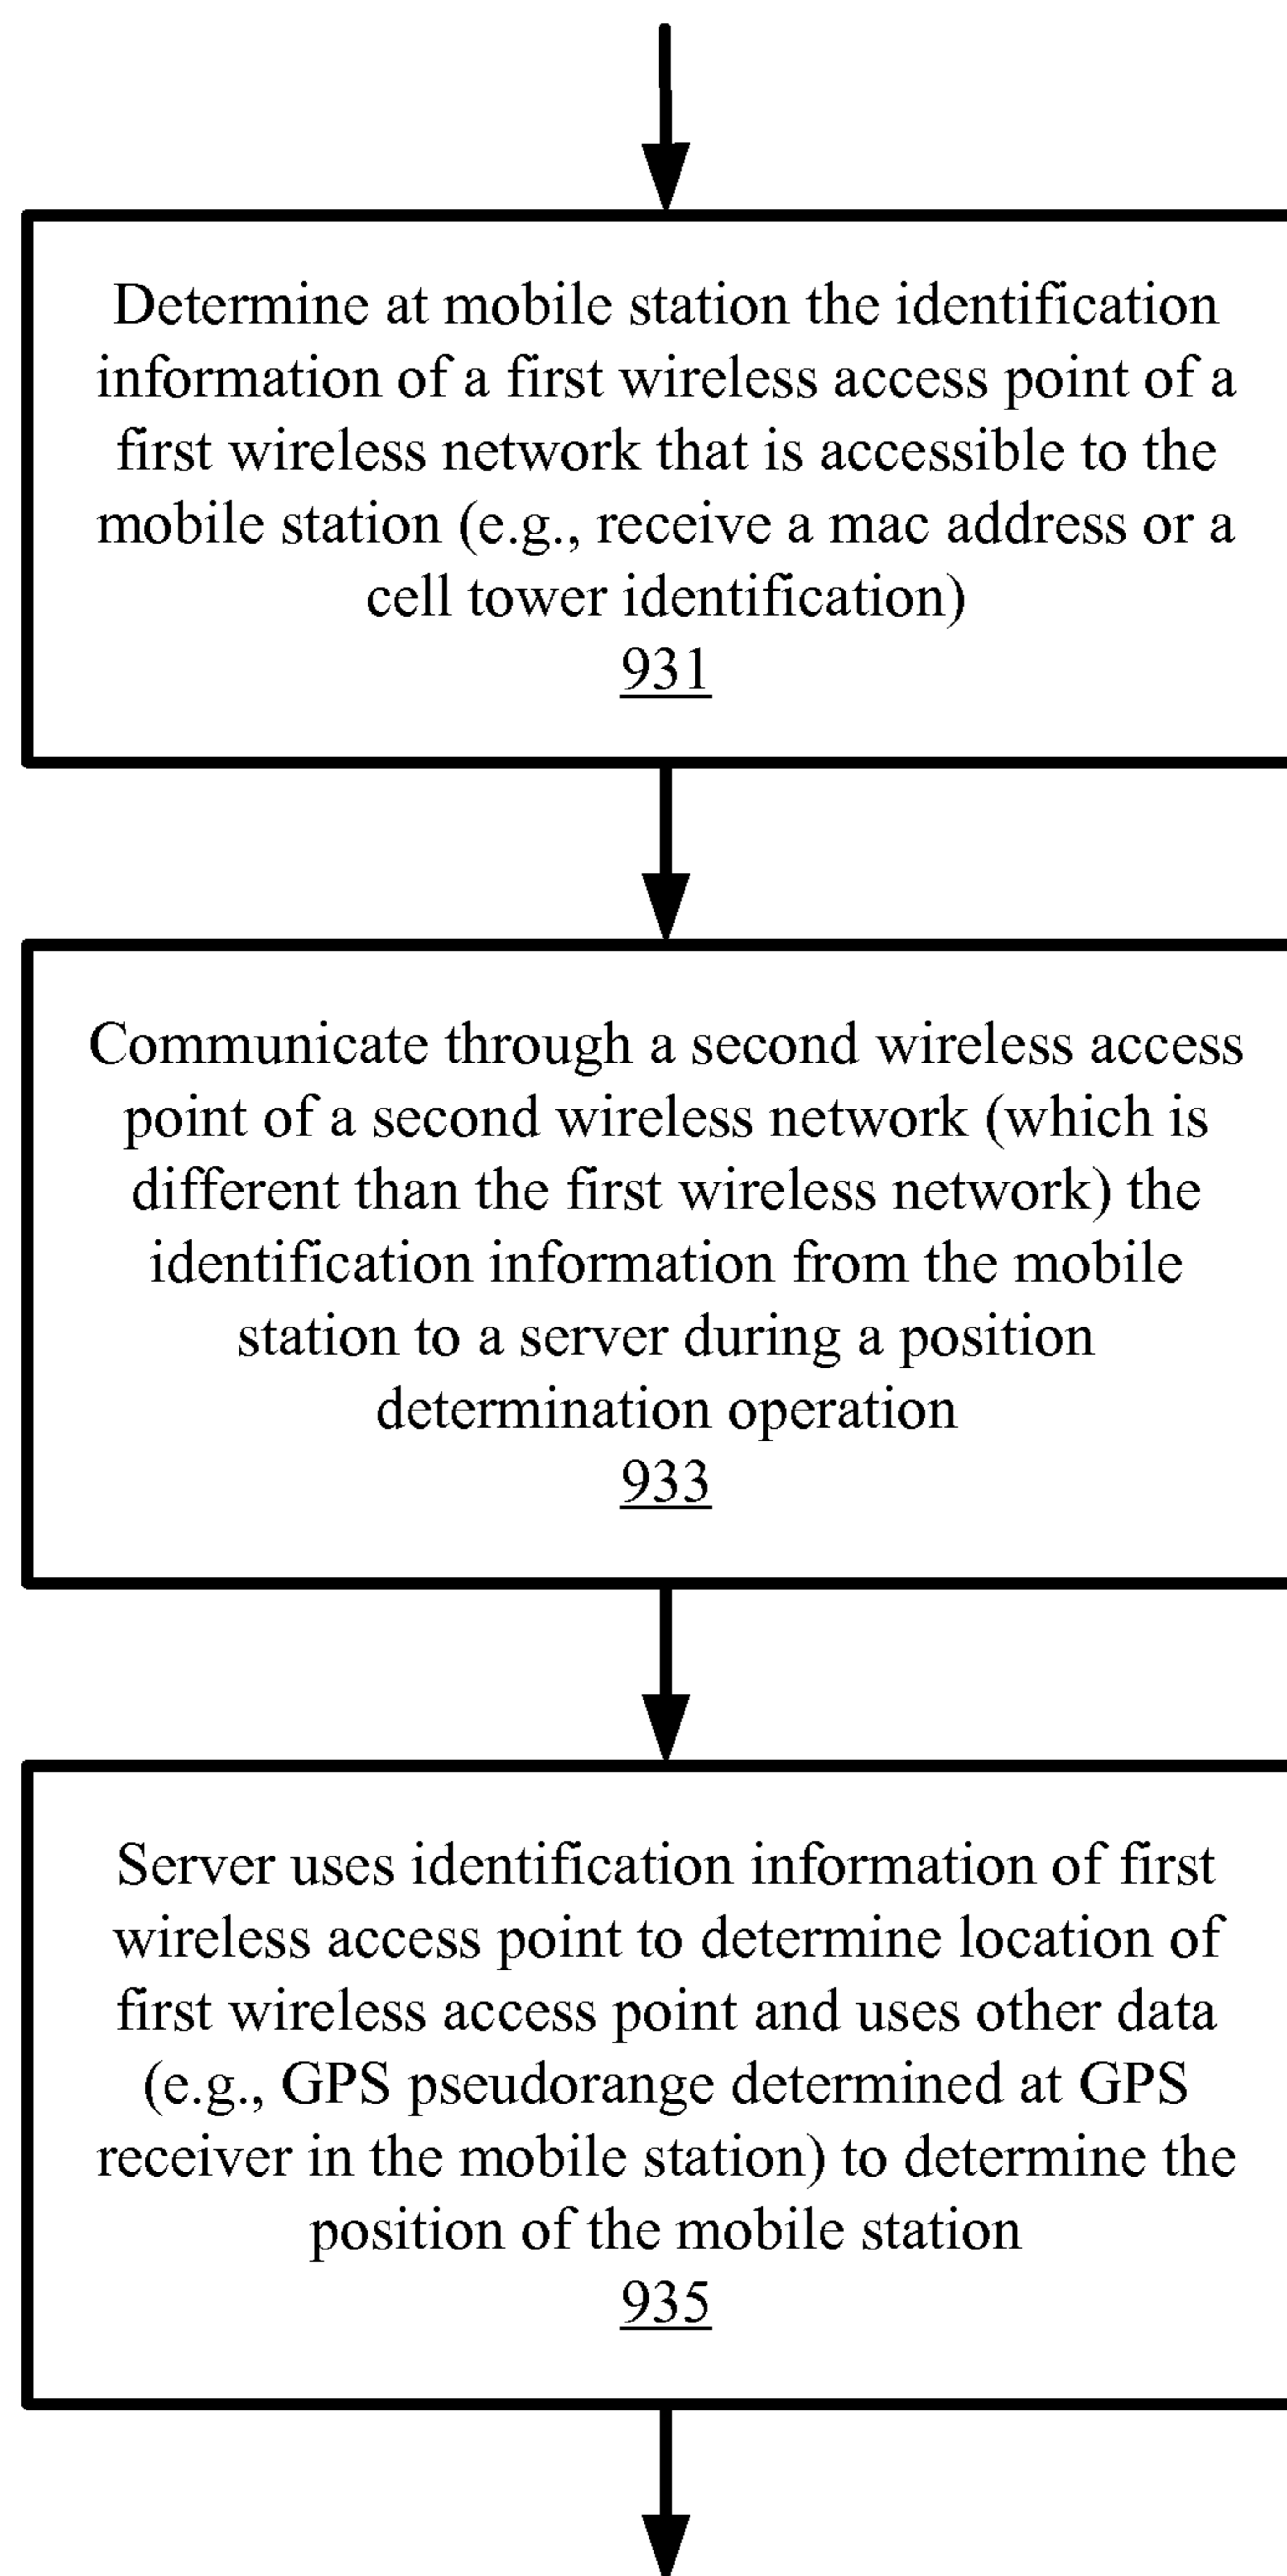 Determine at mobile station the identification
information of a first wireless access point of a
first wireless network that is accessible to the
mobile station (e.g., receive a mac address or a
cell tower identification)
931
Communicate through a second wireless access
point of a second wireless network (which is
different than the first wireless network) the
identification information from the mobile
station to a server during a position
determination operation
933
Server uses identification information of first
wireless access point to determine location of
first wireless access point and uses other data
(e.g., GPS pseudorange determined at GPS
receiver in the mobile station) to determine the
position of the mobile station
935